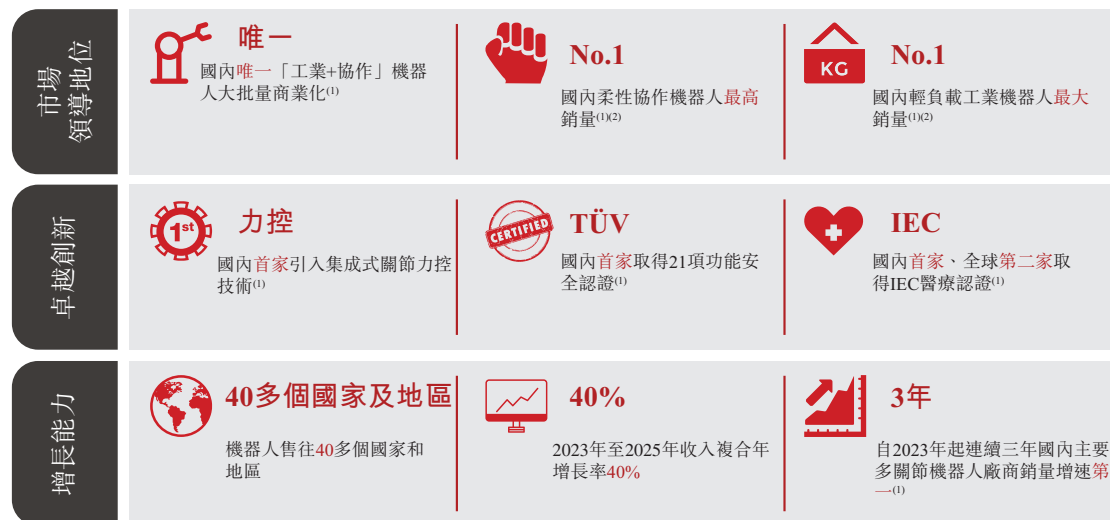 市場
領導地位
唯一
國內唯一「工業+協作」機器
人大批量商業化(1)
No.1
國內柔性協作機器人最高
銷量(1)(2)
KG
No.1
國內輕負載工業機器人最大
銷量(1)(2)
卓越創新
1st
力控
國內首家引入集成式關節力控
技術(1)
CERTIFIED
TÜV
國內首家取得21項功能安
全認證(1)
IEC
國內首家、全球第二家取
得IEC醫療認證(1)
增長能力
40多個國家及地區
機器人售往40多個國家和
地區
40%
2023年至2025年收入複合年
增長率40%
3年
自2023年起連續三年國內主要
多關節機器人廠商銷量增速第
一(1)